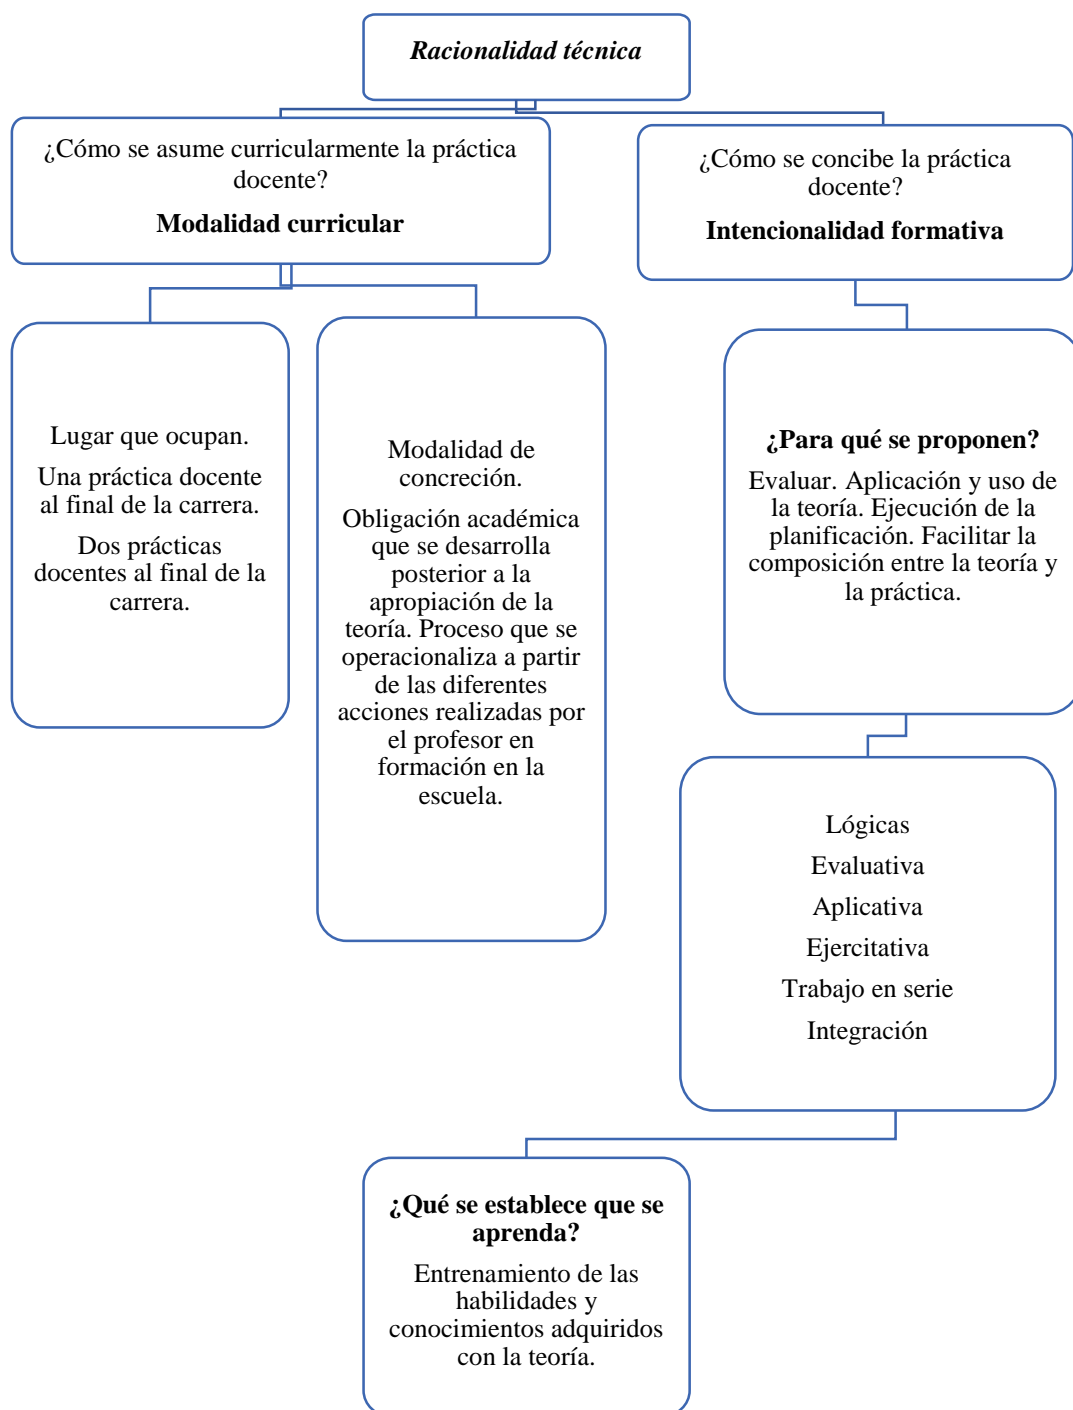 Racionalidad técnica
¿Cómo se asume curricularmente la práctica
docente?
Modalidad curricular
¿Cómo se concibe la práctica
docente?
Intencionalidad formativa
Lugar que ocupan.
Una práctica docente
al final de la carrera.
Dos prácticas
docentes al final de la
carrera.
Modalidad de
concreción.
Obligación académica
que se desarrolla
posterior a la
apropiación de la
teoría. Proceso que se
operacionaliza a partir
de las diferentes
acciones realizadas por
el profesor en
formación en la
escuela.
¿Para qué se proponen?
Evaluar. Aplicación y uso de
la teoría. Ejecución de la
planificación. Facilitar la
composición entre la teoría y
la práctica.
Lógicas
Evaluativa
Aplicativa
Ejercitativa
Trabajo en serie
Integración
¿Qué se establece que se
aprenda?
Entrenamiento de las
habilidades y
conocimientos adquiridos
con la teoría.